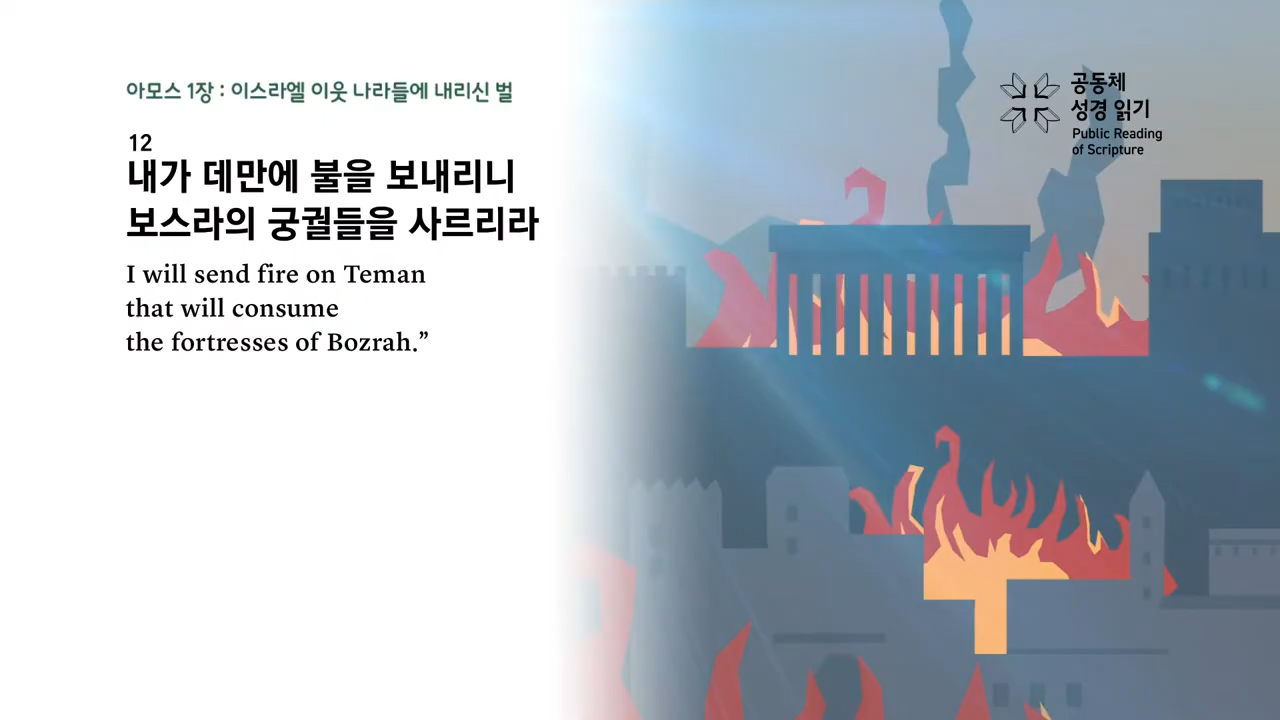 아모스 1장 : 이스라엘 이웃 나라들에 내리신 벌
12
내가 데만에 불을 보내리니
보스라의 궁궐들을 사르리라
I will send fire on Teman
that will consume
the fortresses of Bozrah.”
공동체
성경 읽기
Public Reading
of Scripture